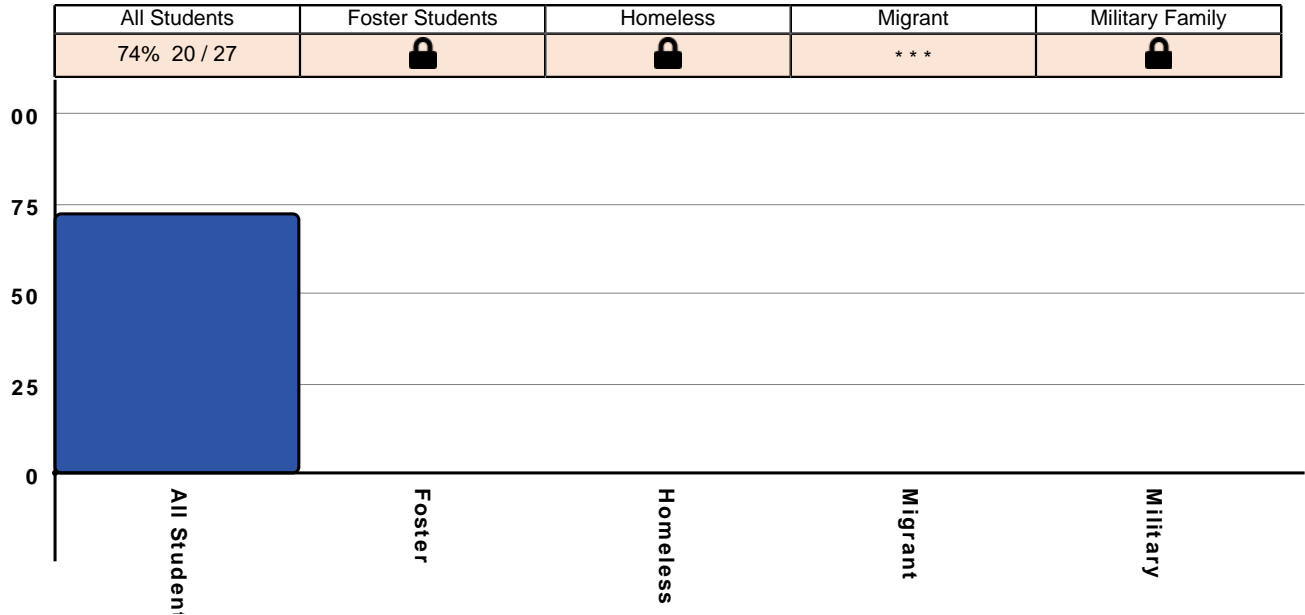 All Students Foster Students Homeless Migrant Military Family
74% 20 / 27 * * *
00
75
50
25
0
All Student
Foster
Homeless
Migrant
Military